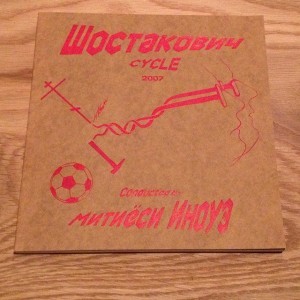 Шостакович
CYCLE
2007
Conducted by
МИТИЁСИ ИНОУЭ